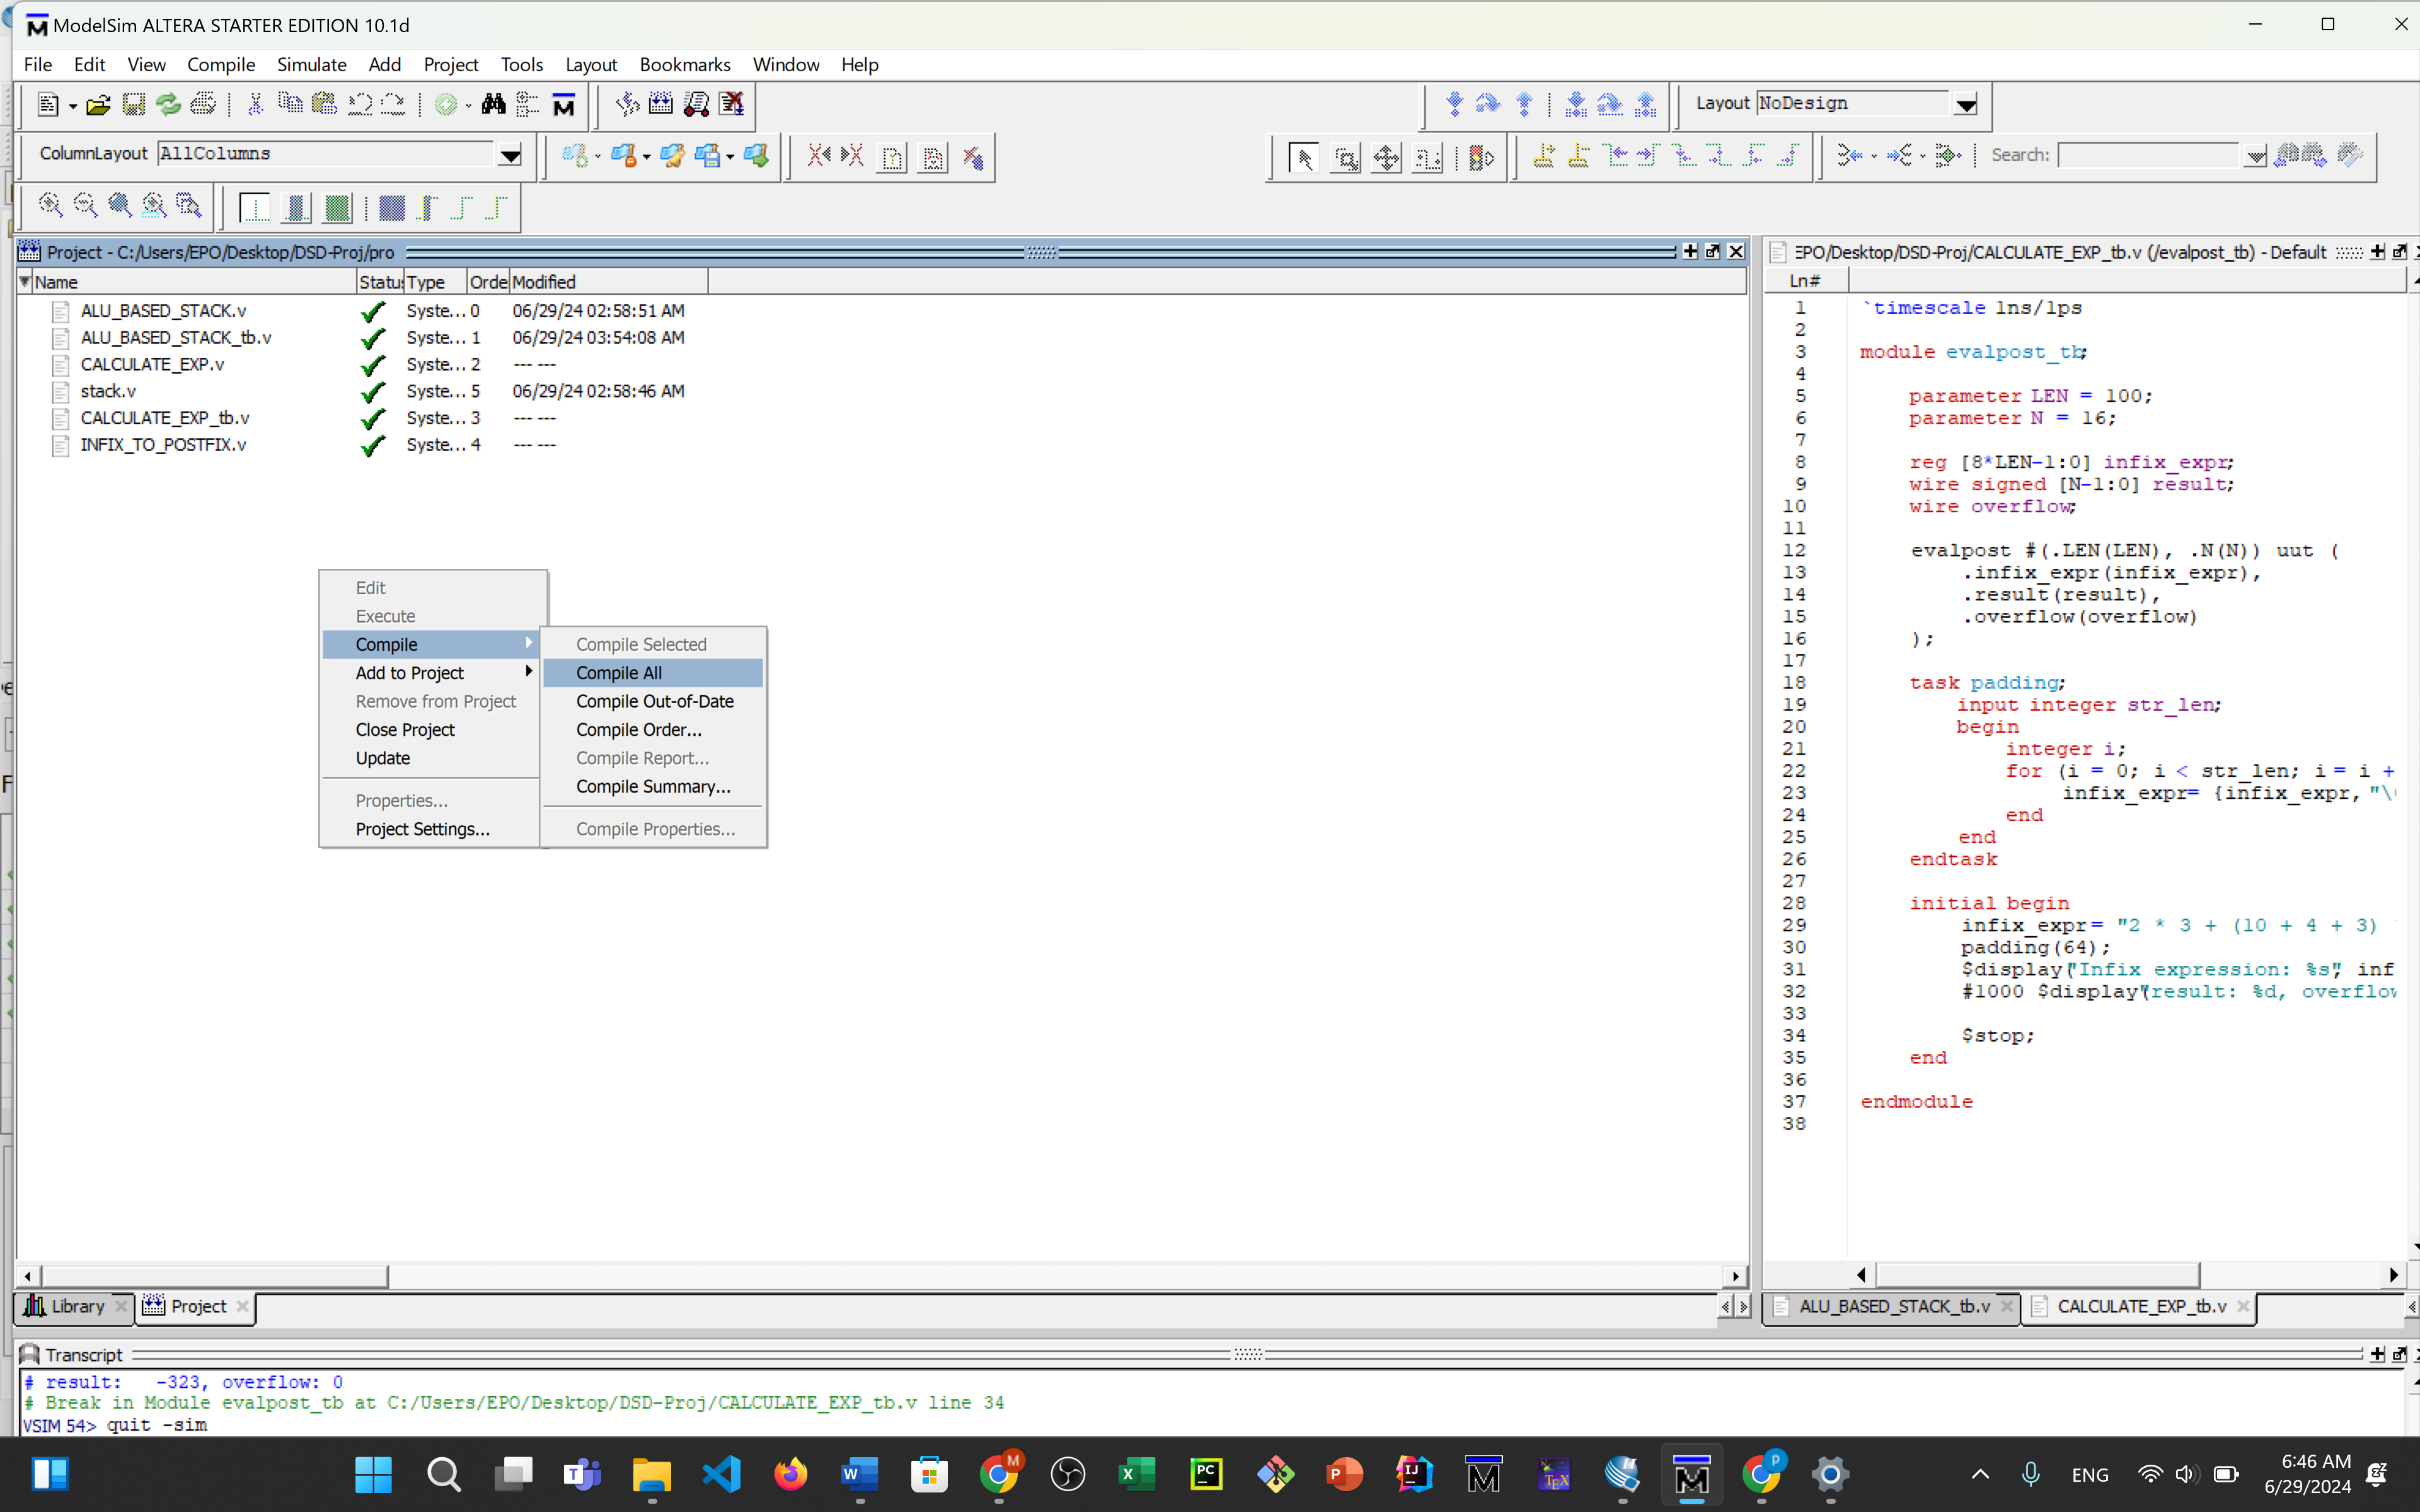 ModelSim ALTERA STARTER EDITION 10.1d
File Edit View Compile Simulate Add Project Tools Layout Bookmarks Window Help
Layout NoDesign
ColumnLayout AllColumns
Search:
Project - C:/Users/EPO/Desktop/DSD-Proj/pro
Name Status Type Orde Modified
ALU_BASED_STACK.v Syste... 0 06/29/24 02:58:51 AM
ALU_BASED_STACK_tb.v Syste... 1 06/29/24 03:54:08 AM
CALCULATE_EXP.v Syste... 2 --- ---
stack.v Syste... 5 06/29/24 02:58:46 AM
CALCULATE_EXP_tb.v Syste... 3 --- ---
INFIX_TO_POSTFIX.v Syste... 4 --- ---
Edit
Execute
Compile
Add to Project
Remove from Project
Close Project
Update
Properties...
Project Settings...
Compile Selected
Compile All
Compile Out-of-Date
Compile Order...
Compile Report...
Compile Summary...
Compile Properties...
EPO/Desktop/DSD-Proj/CALCULATE_EXP_tb.v (/evalpost_tb) - Default
Ln#
1 `timescale 1ns/1ps
2
3 module evalpost_tb;
4
5 parameter LEN = 100;
6 parameter N = 16;
7
8 reg [8*LEN-1:0] infix_expr;
9 wire signed [N-1:0] result;
10 wire overflow;
11
12 evalpost #(.LEN(LEN), .N(N)) uut (
13 .infix_expr(infix_expr),
14 .result(result),
15 .overflow(overflow)
16 );
17
18 task padding;
19 input integer str_len;
20 begin
21 integer i;
22 for (i = 0; i < str_len; i = i +
23 infix_expr= {infix_expr,"\
24 end
25 end
26 endtask
27
28 initial begin
29 infix_expr= "2 * 3 + (10 + 4 + 3)
30 padding(64);
31 $display("Infix expression: %s", inf
32 #1000 $display("result: %d, overflow
33
34 $stop;
35 end
36
37 endmodule
38
Library Project
ALU_BASED_STACK_tb.v CALCULATE_EXP_tb.v
Transcript
# result: -323, overflow: 0
# Break in Module evalpost_tb at C:/Users/EPO/Desktop/DSD-Proj/CALCULATE_EXP_tb.v line 34
VSIM 54> quit -sim
ENG
6:46 AM
6/29/2024